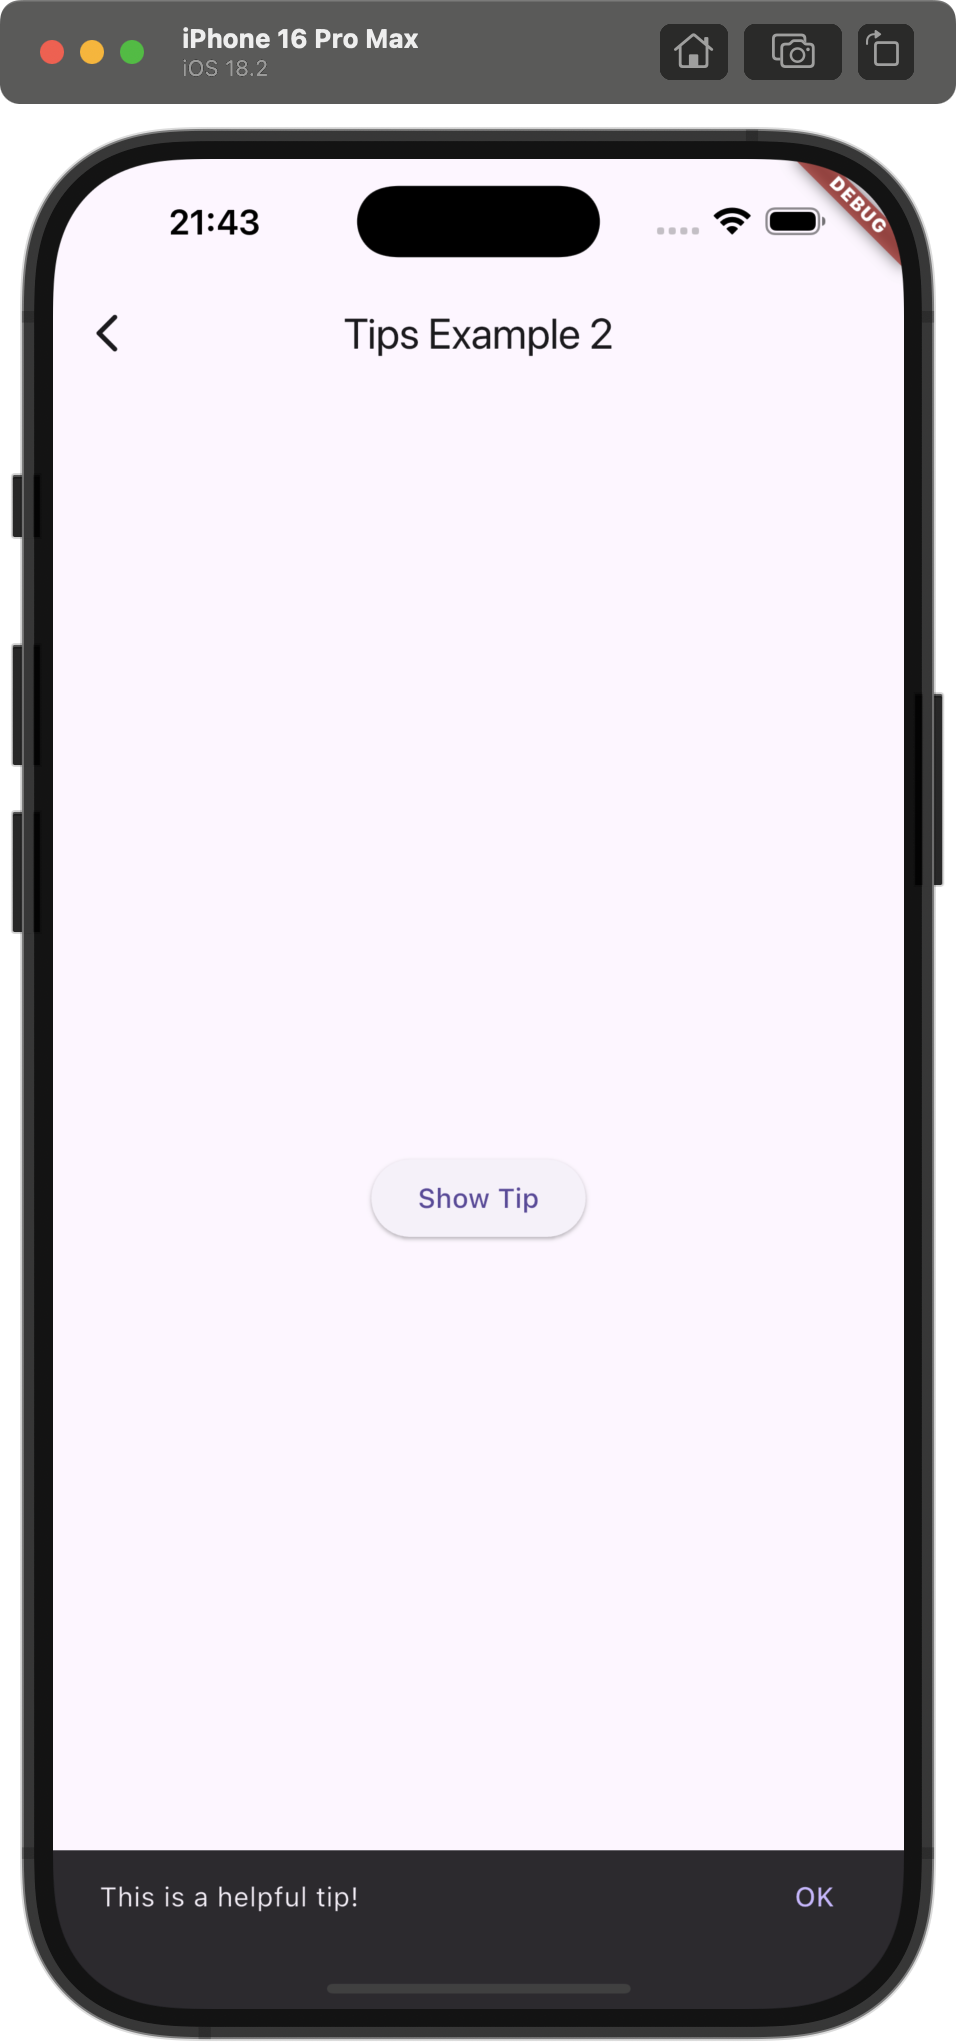 iPhone 16 Pro Max
iOS 18.2
21:43
DEBUG
Tips Example 2
Show Tip
This is a helpful tip!
OK